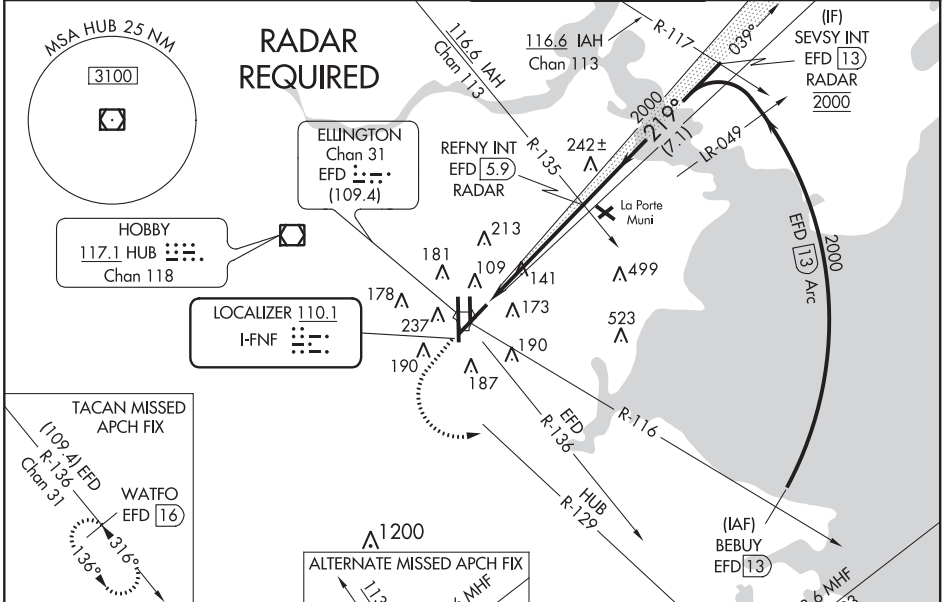 MSA HUB 25 NM
3100
RADAR
REQUIRED
116.6 IAH
Chan 113
R-135
116.6 IAH
Chan 113
R-117
039°
(IF)
SEVSY INT
EFD 13
RADAR
2000
2000
219°
(7.1)
LR-049
ELLINGTON
Chan 31
EFD
(109.4)
REFNY INT
EFD 5.9
RADAR
242±
La Porte
Muni
EFD 13 Arc
2000
HOBBY
117.1 HUB
Chan 118
213
181
109
141
499
178
173
237
523
LOCALIZER 110.1
I-FNF
190
190
187
EFD
R-136
R-116
HUB
R-129
(IAF)
BEBUY
EFD 13
TACAN MISSED
APCH FIX
(109.4) EFD
R-136
Chan 31
WATFO
EFD 16
316°
136°
1200
ALTERNATE MISSED APCH FIX